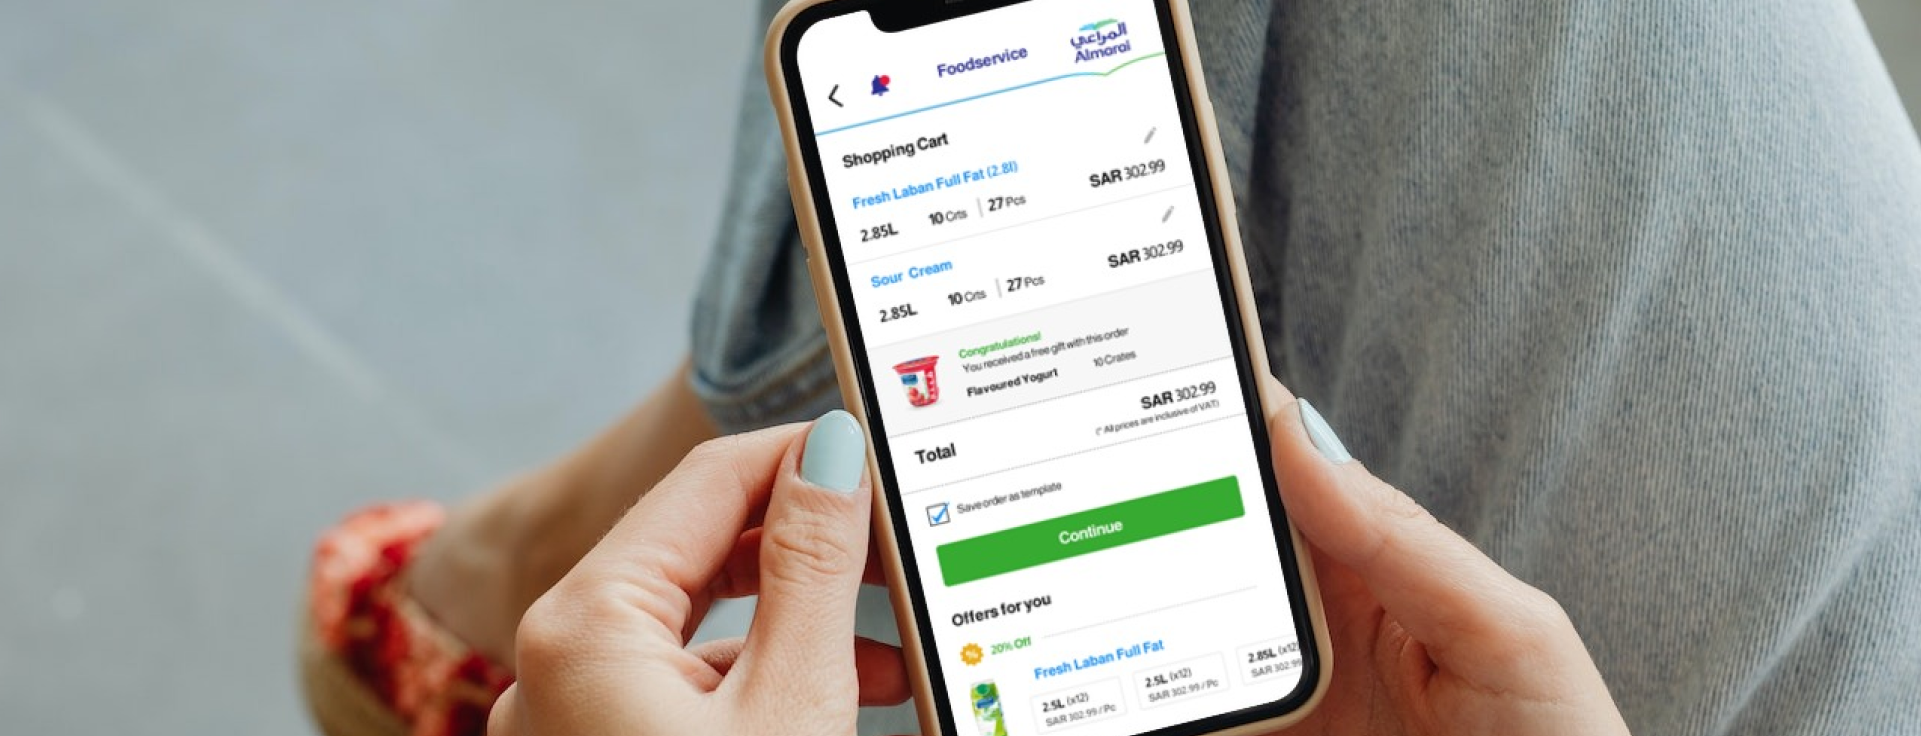 Foodservice
المراعي
Almarai
Shopping Cart
Fresh Laban Full Fat (2.8l)
2.85L 10 Crts 27 Pcs SAR 302.99
Sour Cream
2.85L 10 Crts 27 Pcs SAR 302.99
Congratulations!
You received a free gift with this order
Flavoured Yogurt 10 Crates
Total SAR 302.99
(* All prices are inclusive of VAT)
Save order as template
Continue
Offers for you
% 20% Off
Fresh Laban Full Fat
2.5L (x12) 2.5L (x12) 2.85L (x12)
SAR 302.99 / Pc SAR 302.99 / Pc SAR 302.99